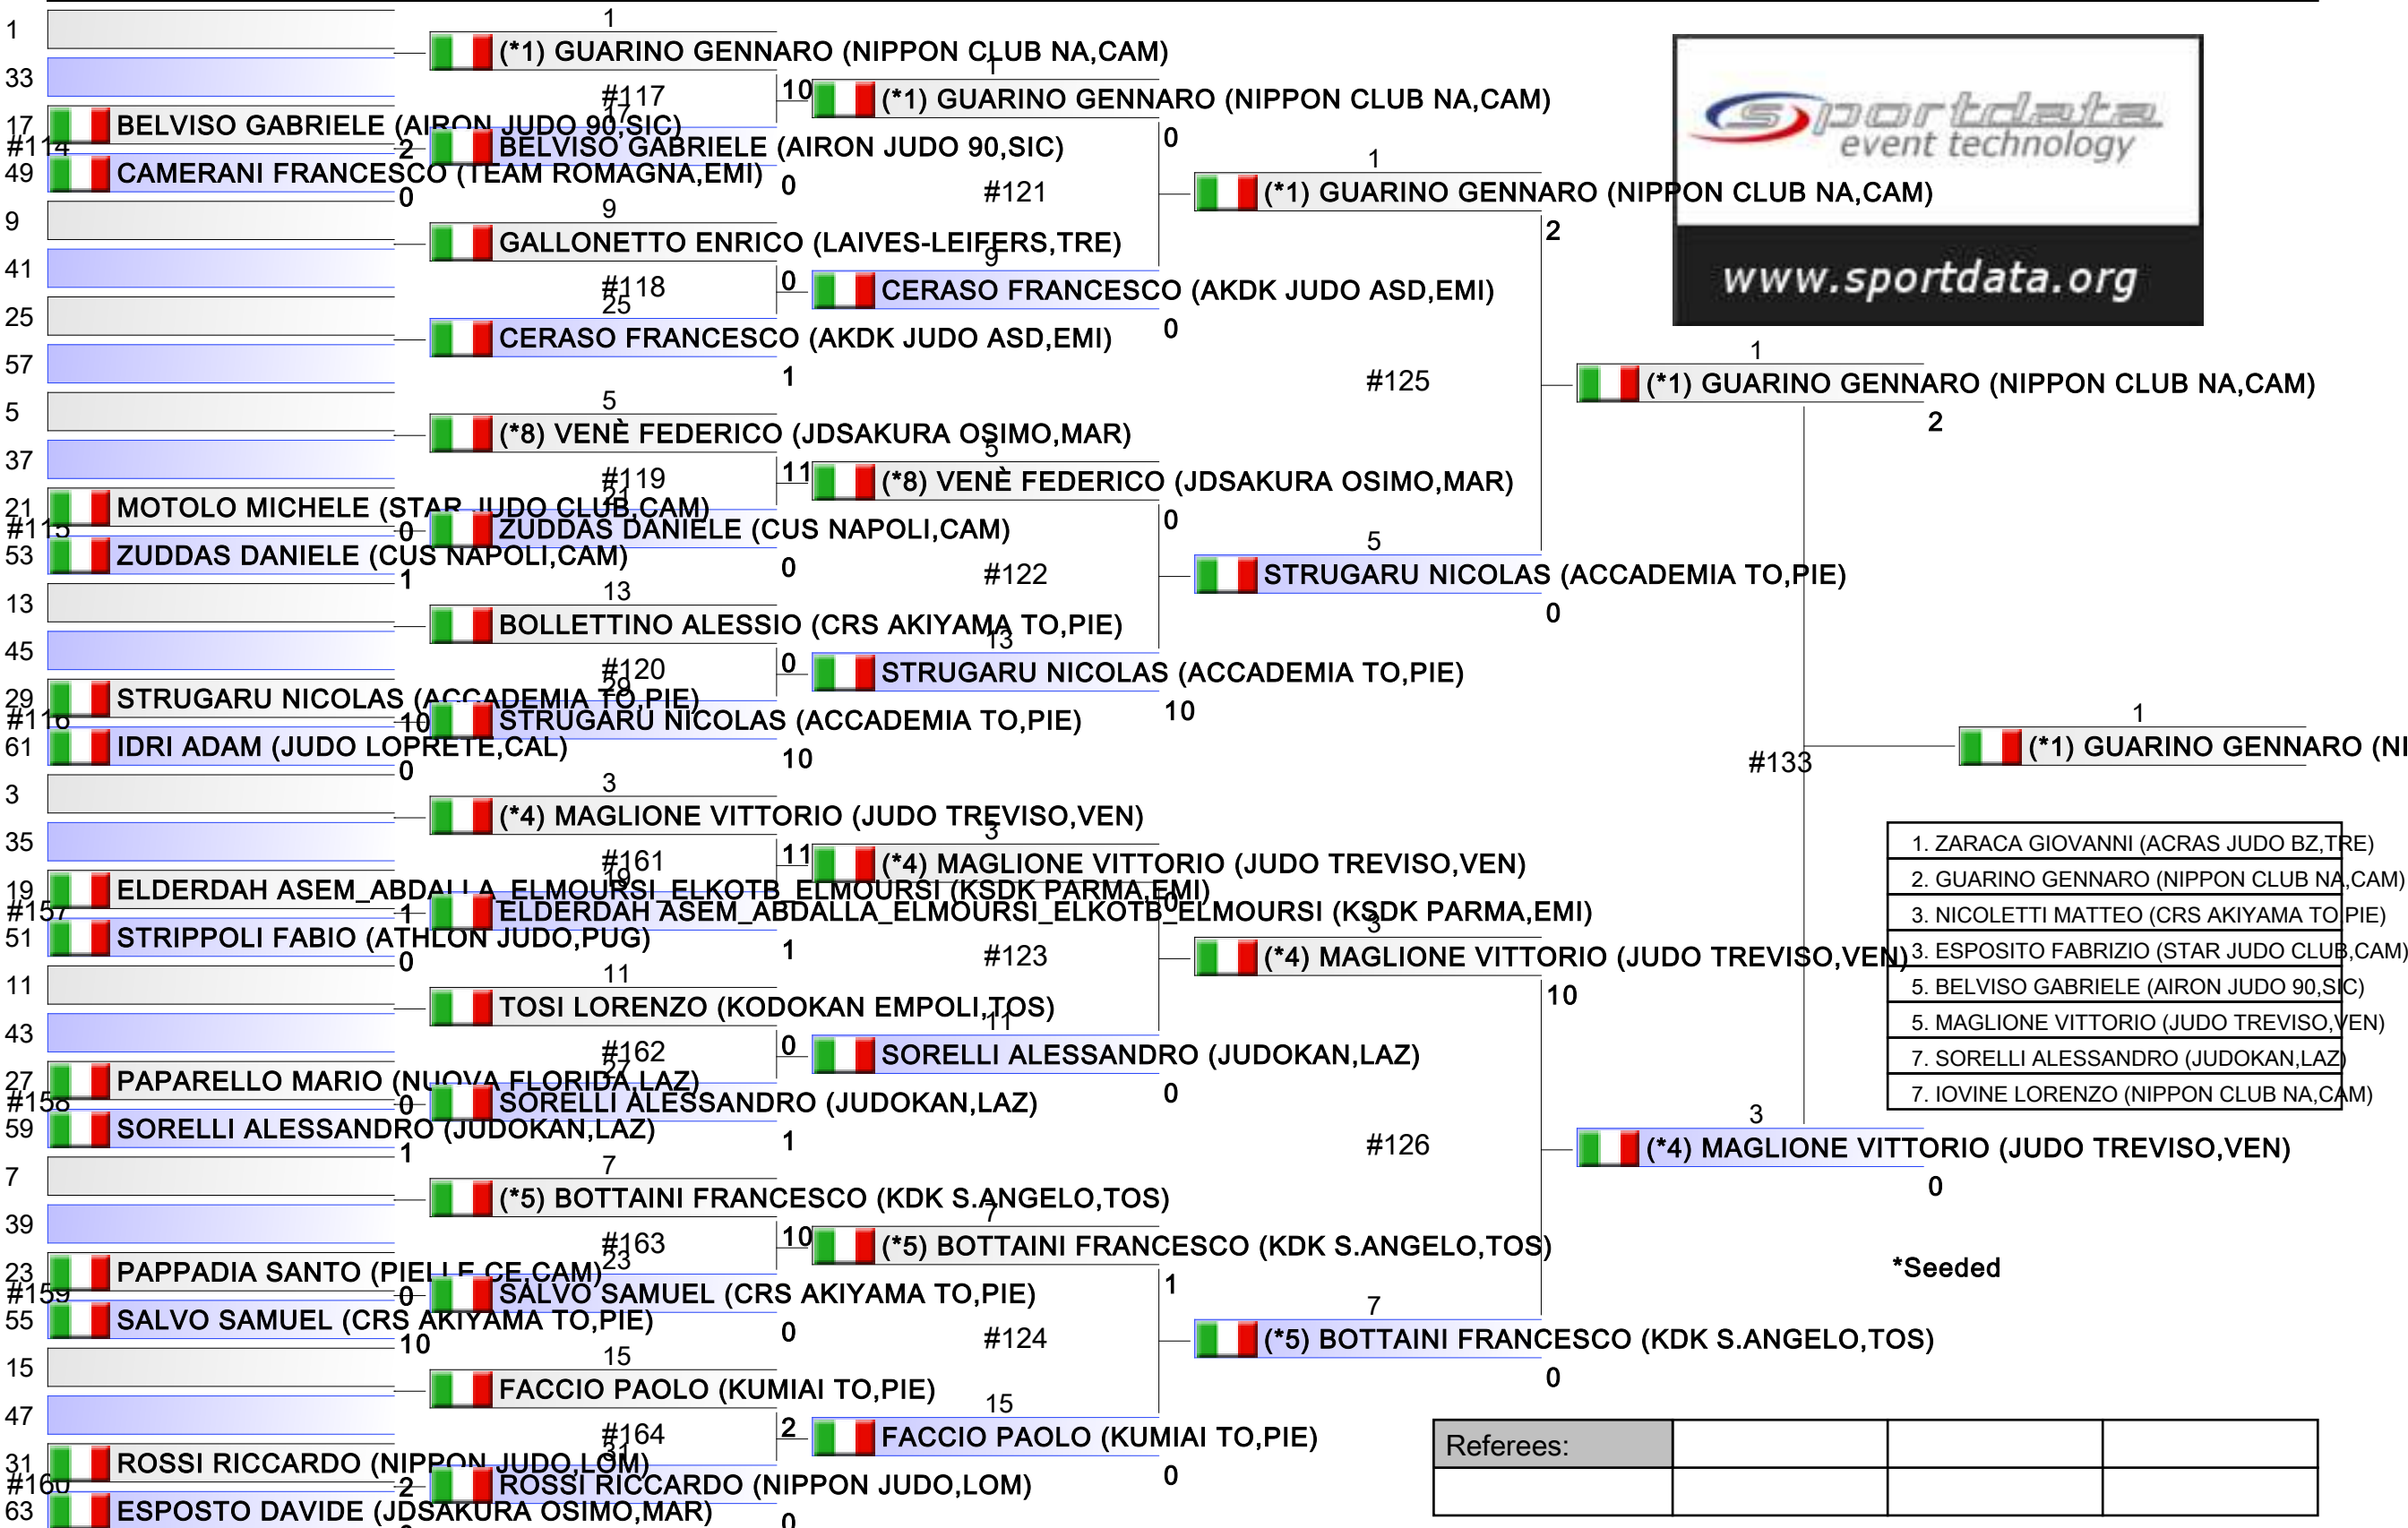 1
33
17 BELVISO GABRIELE (AIRON JUDO 90,SIC)
#114 2
49 CAMERANI FRANCESCO (TEAM ROMAGNA,EMI)
0
9
41
25
57
5
37
21 MOTOLO MICHELE (STAR JUDO CLUB,CAM)
#115 0
53 ZUDDAS DANIELE (CUS NAPOLI,CAM)
1
13
45
29 STRUGARU NICOLAS (ACCADEMIA TO,PIE)
#116 10
61 IDRI ADAM (JUDO LOPRETE,CAL)
0
3
35
19 ELDERDAH ASEM_ABDALLA_ELMOURSI_ELKOTB_ELMOURSI (KSDK PARMA,EMI)
#157 1
51 STRIPPOLI FABIO (ATHLON JUDO,PUG)
0
11
43
27 PAPARELLO MARIO (NUOVA FLORIDA,LAZ)
#158 0
59 SORELLI ALESSANDRO (JUDOKAN,LAZ)
1
7
39
23 PAPPADIA SANTO (PIELLE CE,CAM)
#159 0
55 SALVO SAMUEL (CRS AKIYAMA TO,PIE)
10
15
47
31 ROSSI RICCARDO (NIPPON JUDO,LOM)
#160 2
63 ESPOSTO DAVIDE (JDSAKURA OSIMO,MAR)
1
(*1) GUARINO GENNARO (NIPPON CLUB NA,CAM)
#117 10
17
BELVISO GABRIELE (AIRON JUDO 90,SIC)
0
9
GALLONETTO ENRICO (LAIVES-LEIFERS,TRE)
#118 0
25
CERASO FRANCESCO (AKDK JUDO ASD,EMI)
1
5
(*8) VENÈ FEDERICO (JDSAKURA OSIMO,MAR)
#119 11
21
ZUDDAS DANIELE (CUS NAPOLI,CAM)
0
13
BOLLETTINO ALESSIO (CRS AKIYAMA TO,PIE)
#120 0
29
STRUGARU NICOLAS (ACCADEMIA TO,PIE)
10
3
(*4) MAGLIONE VITTORIO (JUDO TREVISO,VEN)
#161 11
19
ELDERDAH ASEM_ABDALLA_ELMOURSI_ELKOTB_ELMOURSI (KSDK PARMA,EMI)
1
11
TOSI LORENZO (KODOKAN EMPOLI,TOS)
#162 0
27
SORELLI ALESSANDRO (JUDOKAN,LAZ)
1
7
(*5) BOTTAINI FRANCESCO (KDK S.ANGELO,TOS)
#163 10
23
SALVO SAMUEL (CRS AKIYAMA TO,PIE)
0
15
FACCIO PAOLO (KUMIAI TO,PIE)
#164 2
31
ROSSI RICCARDO (NIPPON JUDO,LOM)
0
1
(*1) GUARINO GENNARO (NIPPON CLUB NA,CAM)
0
#121
9
CERASO FRANCESCO (AKDK JUDO ASD,EMI)
0
5
(*8) VENÈ FEDERICO (JDSAKURA OSIMO,MAR)
0
#122
13
STRUGARU NICOLAS (ACCADEMIA TO,PIE)
10
3
(*4) MAGLIONE VITTORIO (JUDO TREVISO,VEN)
0
#123
11
SORELLI ALESSANDRO (JUDOKAN,LAZ)
0
7
(*5) BOTTAINI FRANCESCO (KDK S.ANGELO,TOS)
1
#124
15
FACCIO PAOLO (KUMIAI TO,PIE)
0
1
(*1) GUARINO GENNARO (NIPPON CLUB NA,CAM)
2
#125
5
STRUGARU NICOLAS (ACCADEMIA TO,PIE)
0
3
(*4) MAGLIONE VITTORIO (JUDO TREVISO,VEN)
10
#126
7
(*5) BOTTAINI FRANCESCO (KDK S.ANGELO,TOS)
0
sportdata
event technology
www.sportdata.org
1
(*1) GUARINO GENNARO (NIPPON CLUB NA,CAM)
2
#133
3
(*4) MAGLIONE VITTORIO (JUDO TREVISO,VEN)
0
1
(*1) GUARINO GENNARO (NI
1. ZARACA GIOVANNI (ACRAS JUDO BZ,TRE)
2. GUARINO GENNARO (NIPPON CLUB NA,CAM)
3. NICOLETTI MATTEO (CRS AKIYAMA TO,PIE)
3. ESPOSITO FABRIZIO (STAR JUDO CLUB,CAM)
5. BELVISO GABRIELE (AIRON JUDO 90,SIC)
5. MAGLIONE VITTORIO (JUDO TREVISO,VEN)
7. SORELLI ALESSANDRO (JUDOKAN,LAZ)
7. IOVINE LORENZO (NIPPON CLUB NA,CAM)
*Seeded
Referees: